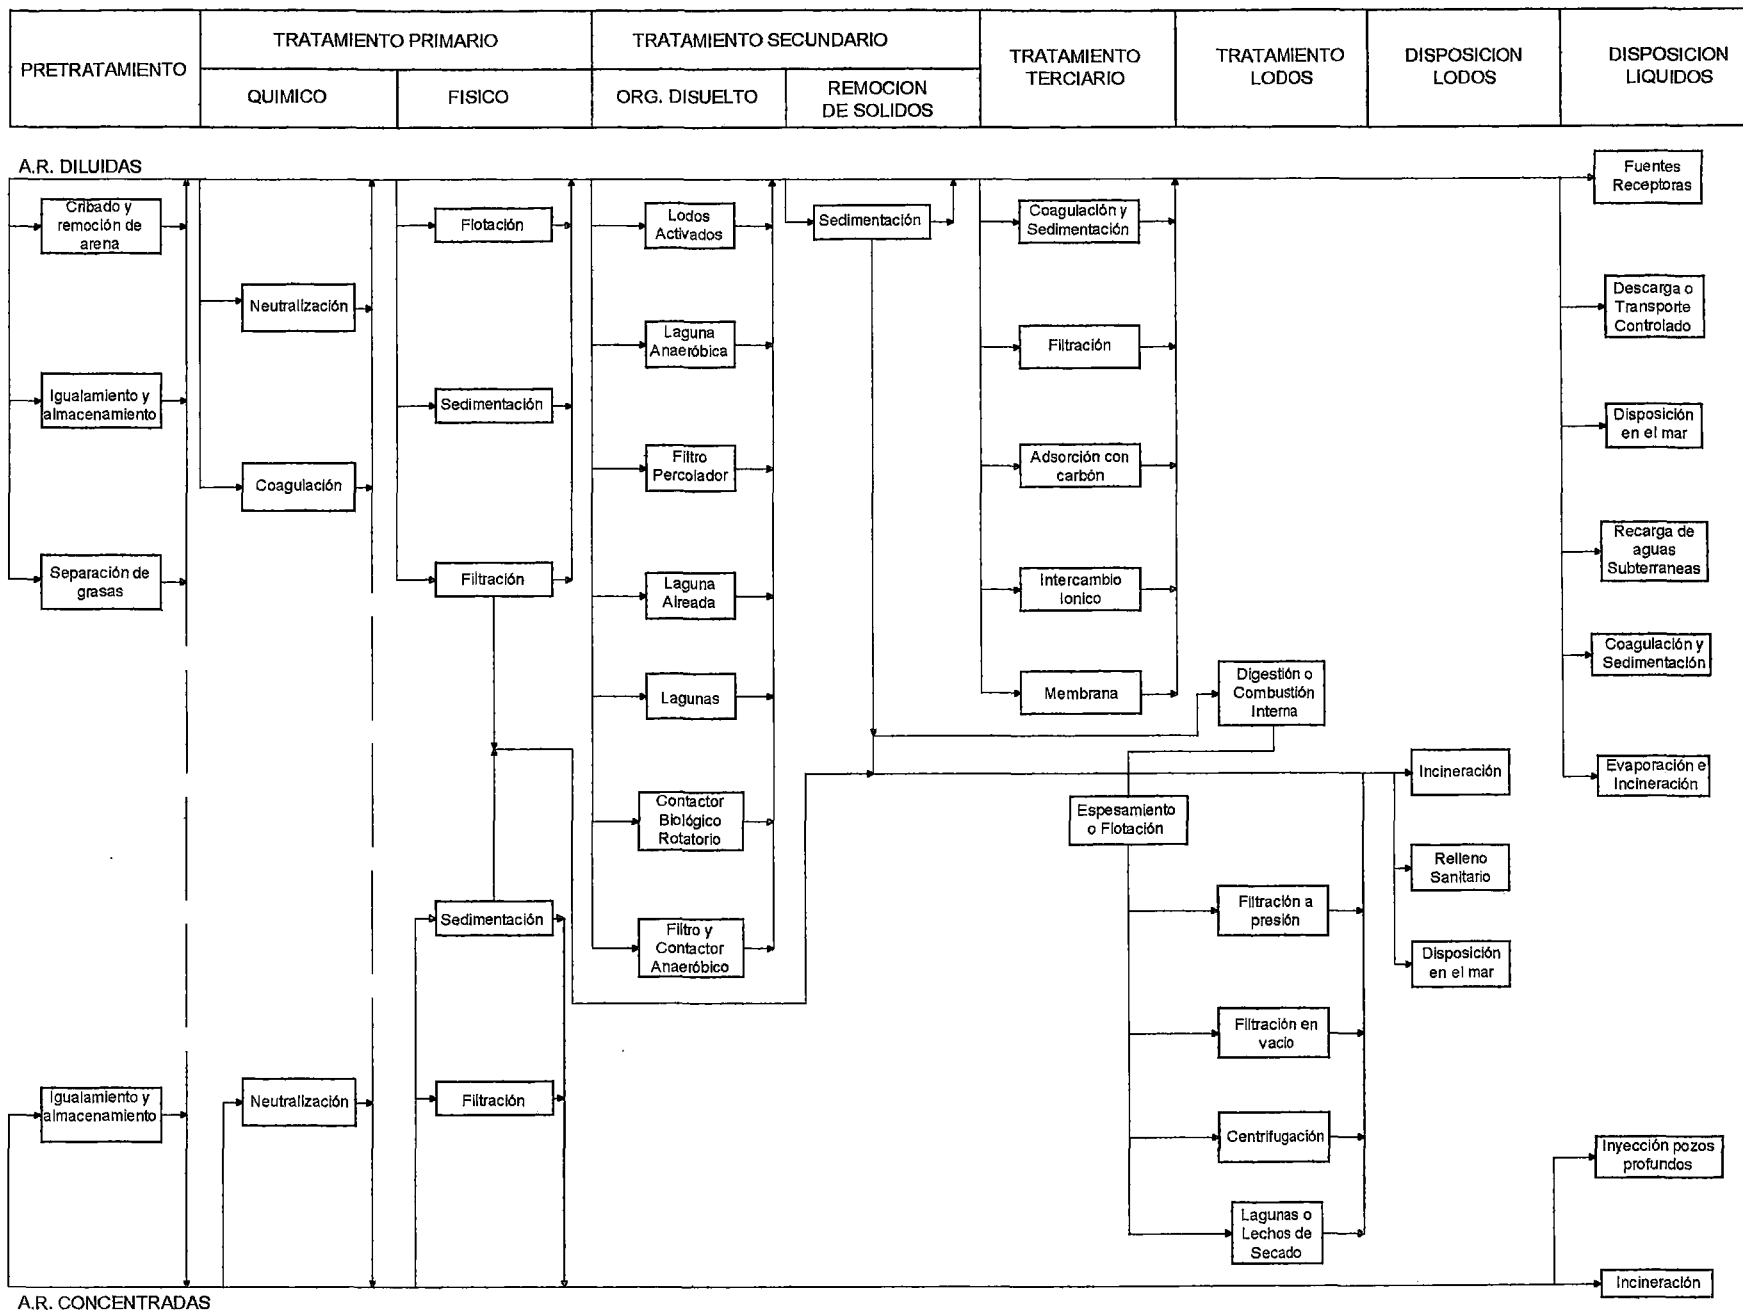 PRETRATAMIENTO
TRATAMIENTO PRIMARIO
QUIMICO
FISICO
TRATAMIENTO SECUNDARIO
ORG. DISUELTO
REMOCION
DE SOLIDOS
TRATAMIENTO
TERCIARIO
TRATAMIENTO
LODOS
DISPOSICION
LODOS
DISPOSICION
LIQUIDOS
A.R. DILUIDAS
Cribado y
remoción de
arena
Igualamiento y
almacenamiento
Separación de
grasas
Igualamiento y
almacenamiento
Neutralización
Coagulación
Neutralización
Flotación
Sedimentación
Filtración
Sedimentación
Filtración
Lodos
Activados
Laguna
Anaeróbica
Filtro
Percolador
Laguna
Aireada
Lagunas
Contactor
Biológico
Rotatorio
Filtro y
Contactor
Anaeróbico
Sedimentación
Coagulación y
Sedimentación
Filtración
Adsorción con
carbón
Intercambio
Ionico
Membrana
Digestión o
Combustión
Interna
Espesamiento
o Flotación
Filtración a
presión
Filtración en
vacio
Centrifugación
Lagunas o
Lechos de
Secado
Incineración
Relleno
Sanitario
Disposición
en el mar
Fuentes
Receptoras
Descarga o
Transporte
Controlado
Disposición
en el mar
Recarga de
aguas
Subterraneas
Coagulación y
Sedimentación
Evaporación e
Incineración
Inyección pozos
profundos
Incineración
A.R. CONCENTRADAS